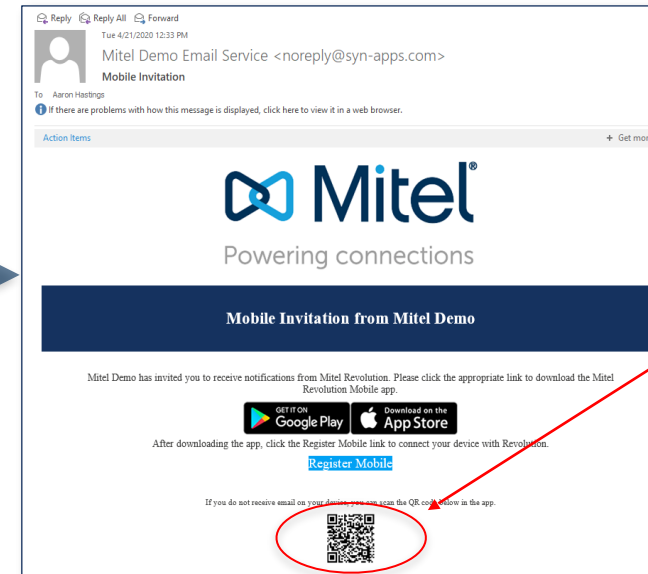 Reply Reply All Forward
Tue 4/21/2020 12:33 PM
Mitel Demo Email Service <noreply@syn-apps.com>
Mobile Invitation
To Aaron Hastings
If there are problems with how this message is displayed, click here to view it in a web browser.
Action Items + Get mor
Mitel®
Powering connections
Mobile Invitation from Mitel Demo
Mitel Demo has invited you to receive notifications from Mitel Revolution. Please click the appropriate link to download the Mitel
Revolution Mobile app.
GET IT ON Google Play Download on the App Store
After downloading the app, click the Register Mobile link to connect your device with Revolution.
Register Mobile
If you do not receive email on your device, you can scan the QR code below in the app.